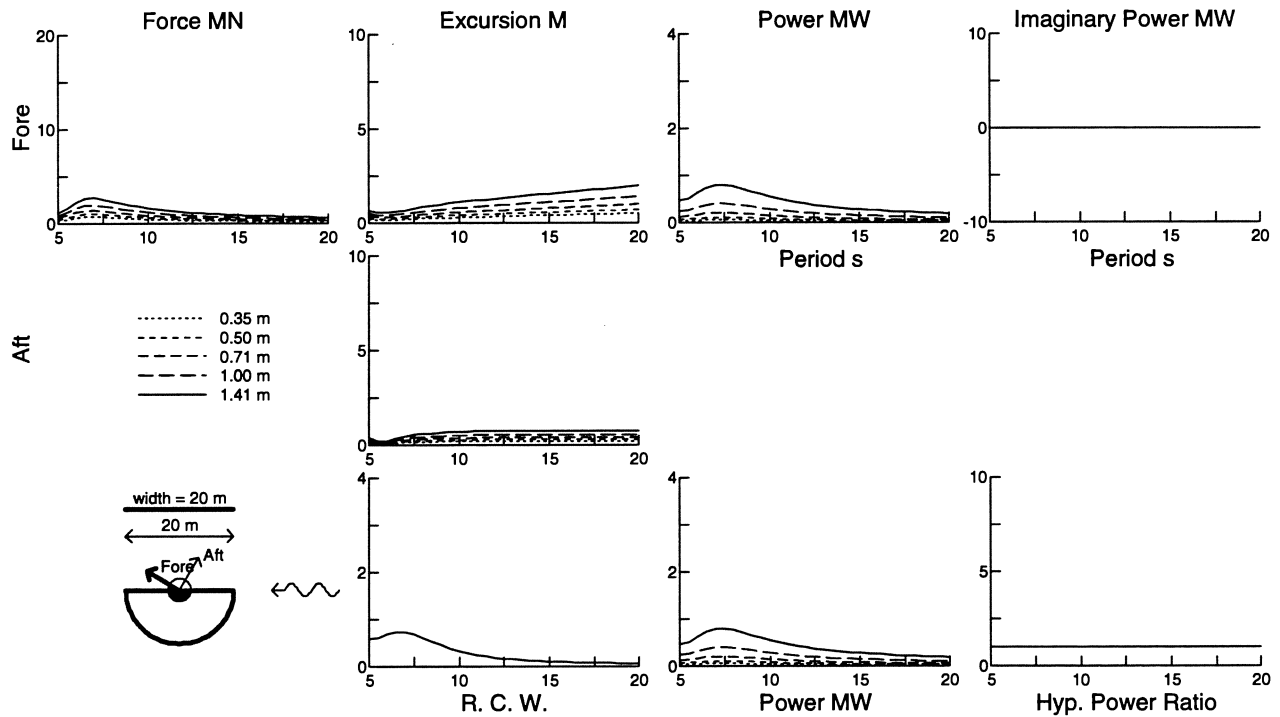 Force MN
Excursion M
Power MW
Imaginary Power MW
20
10
0
5 10 15 20
Fore
10
5
0
5 10 15 20
4
2
0
5 10 15 20
Period s
10
0
-10
5 10 15 20
Period s
Aft
0.35 m
0.50 m
0.71 m
1.00 m
1.41 m
10
5
0
5 10 15 20
width = 20 m
20 m
Fore
Aft
4
2
0
5 10 15 20
R. C. W.
4
2
0
5 10 15 20
Power MW
10
5
0
5 10 15 20
Hyp. Power Ratio